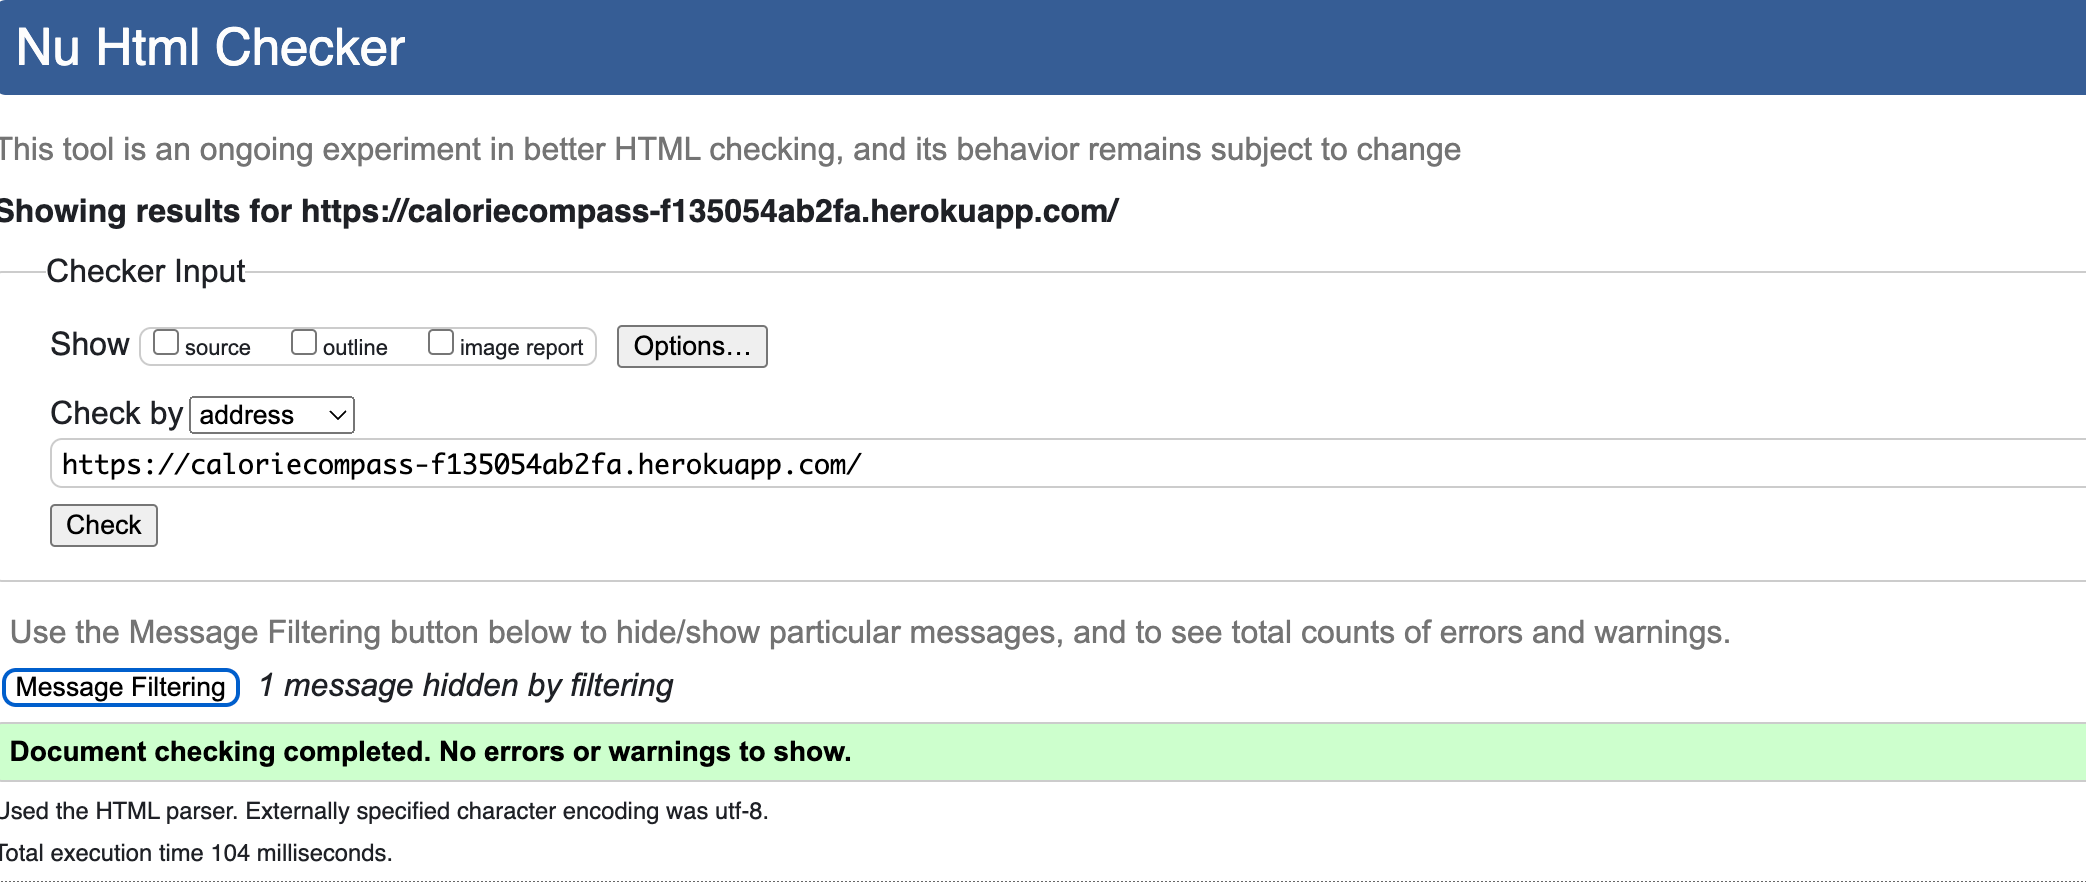 Nu Html Checker
This tool is an ongoing experiment in better HTML checking, and its behavior remains subject to change
Showing results for https://caloriecompass-f135054ab2fa.herokuapp.com/
Checker Input
Show source outline image report Options...
Check by address
https://caloriecompass-f135054ab2fa.herokuapp.com/
Check
Use the Message Filtering button below to hide/show particular messages, and to see total counts of errors and warnings.
Message Filtering 1 message hidden by filtering
Document checking completed. No errors or warnings to show.
Used the HTML parser. Externally specified character encoding was utf-8.
Total execution time 104 milliseconds.